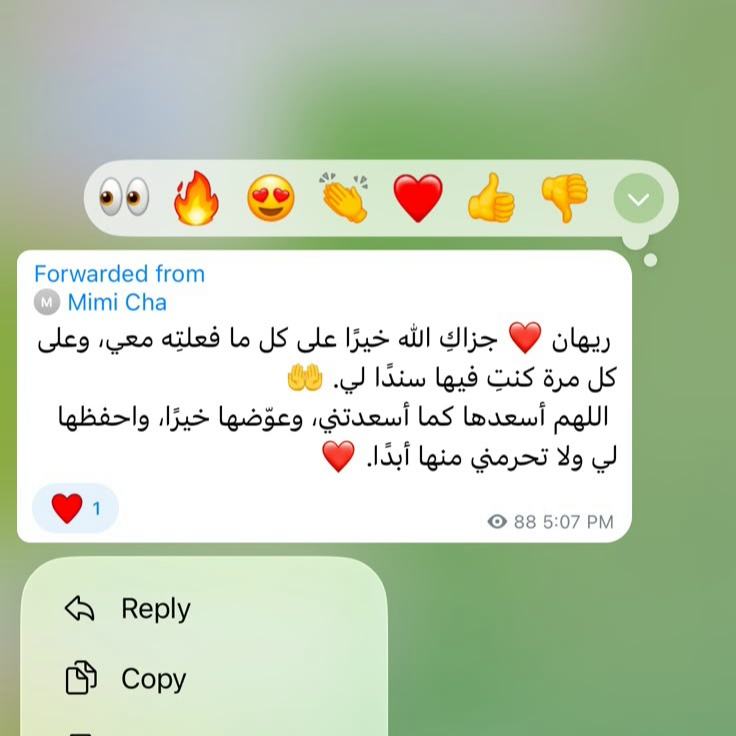 Forwarded from
M Mimi Cha
ريهان ❤️ جزاكِ الله خيرًا على كل ما فعلتِه معي، وعلى
كل مرة كنتِ فيها سندًا لي. 🤲
اللهم أسعدها كما أسعدتني، وعوّضها خيرًا، واحفظها
لي ولا تحرمني منها أبدًا. ❤️
❤️ 1
88 5:07 PM
Reply
Copy